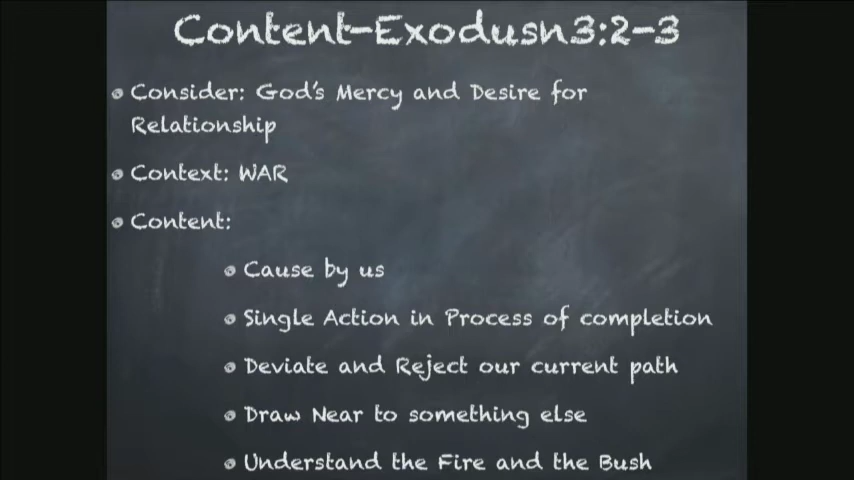 Content-Exodusn3:2-3
Consider: God's Mercy and Desire for
Relationship
Context: WAR
Content:
Cause by us
Single Action in Process of completion
Deviate and Reject our current path
Draw Near to something else
Understand the Fire and the Bush